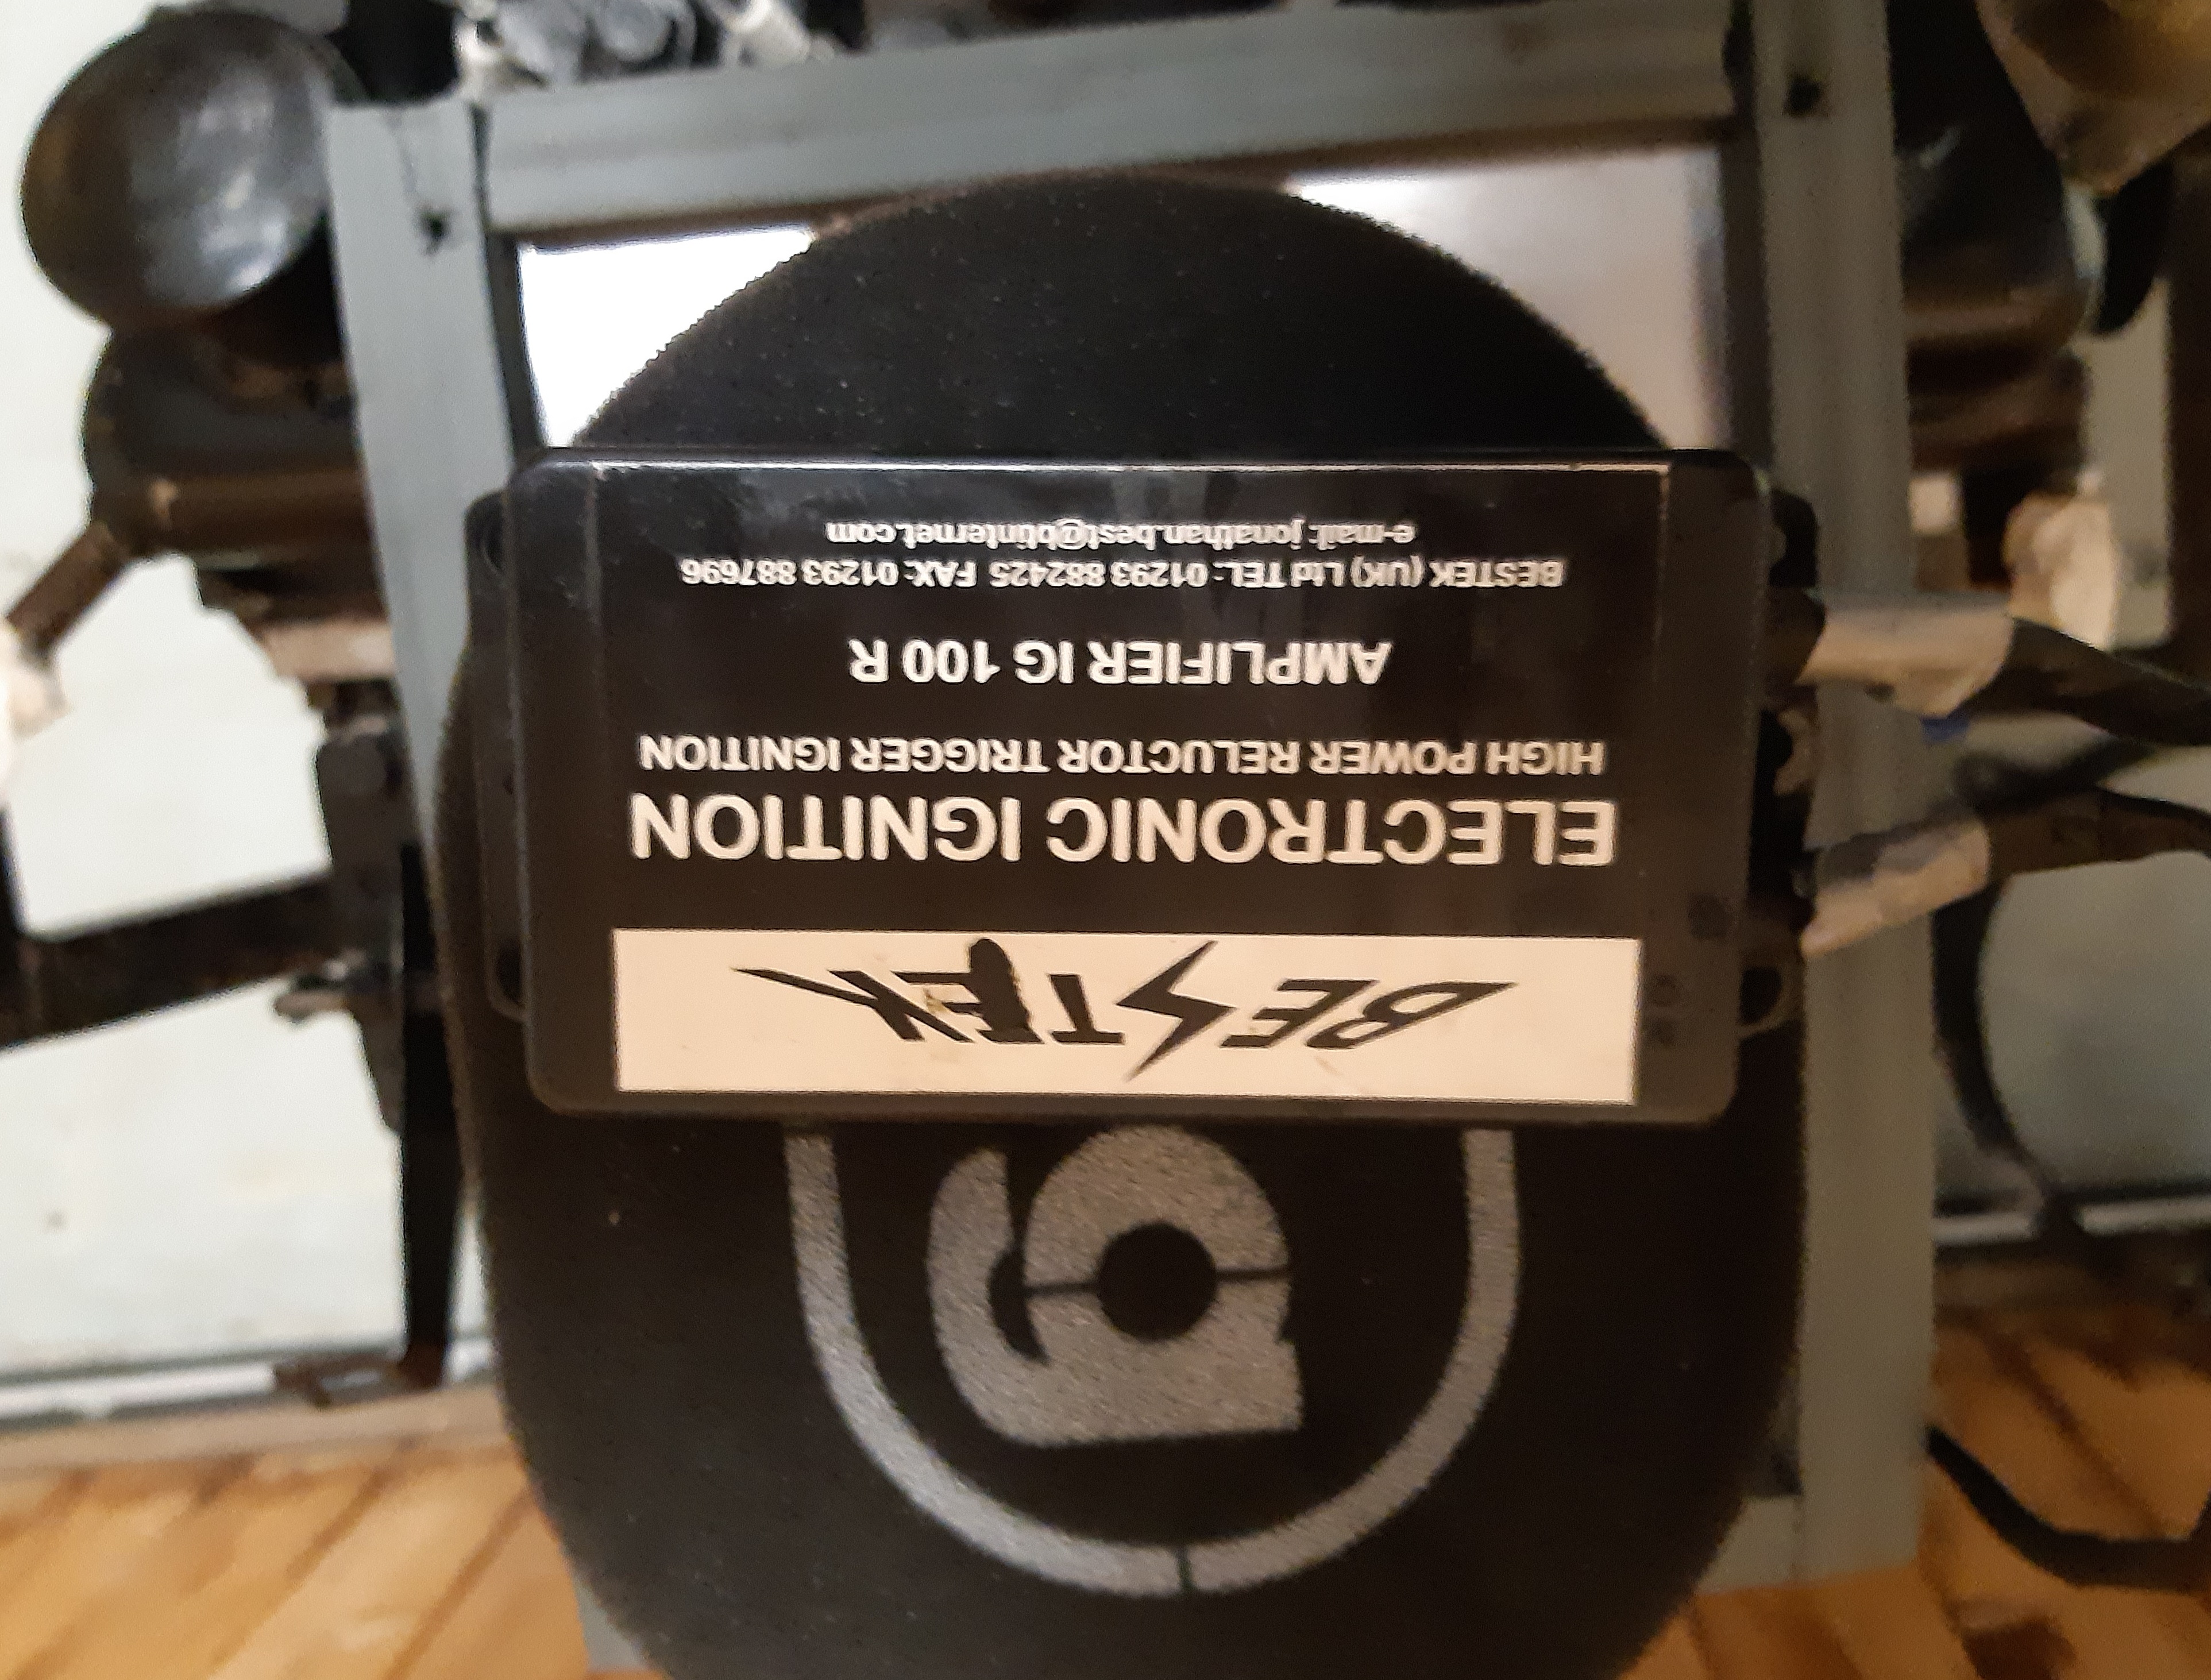 BESTEK
ELECTRONIC IGNITION
HIGH POWER RELUCTOR TRIGGER IGNITION
AMPLIFIER IG 100 R
BESTEK (UK) Ltd TEL: 01293 882425 FAX: 01293 887696
e-mail: jonathan.best@btinternet.com